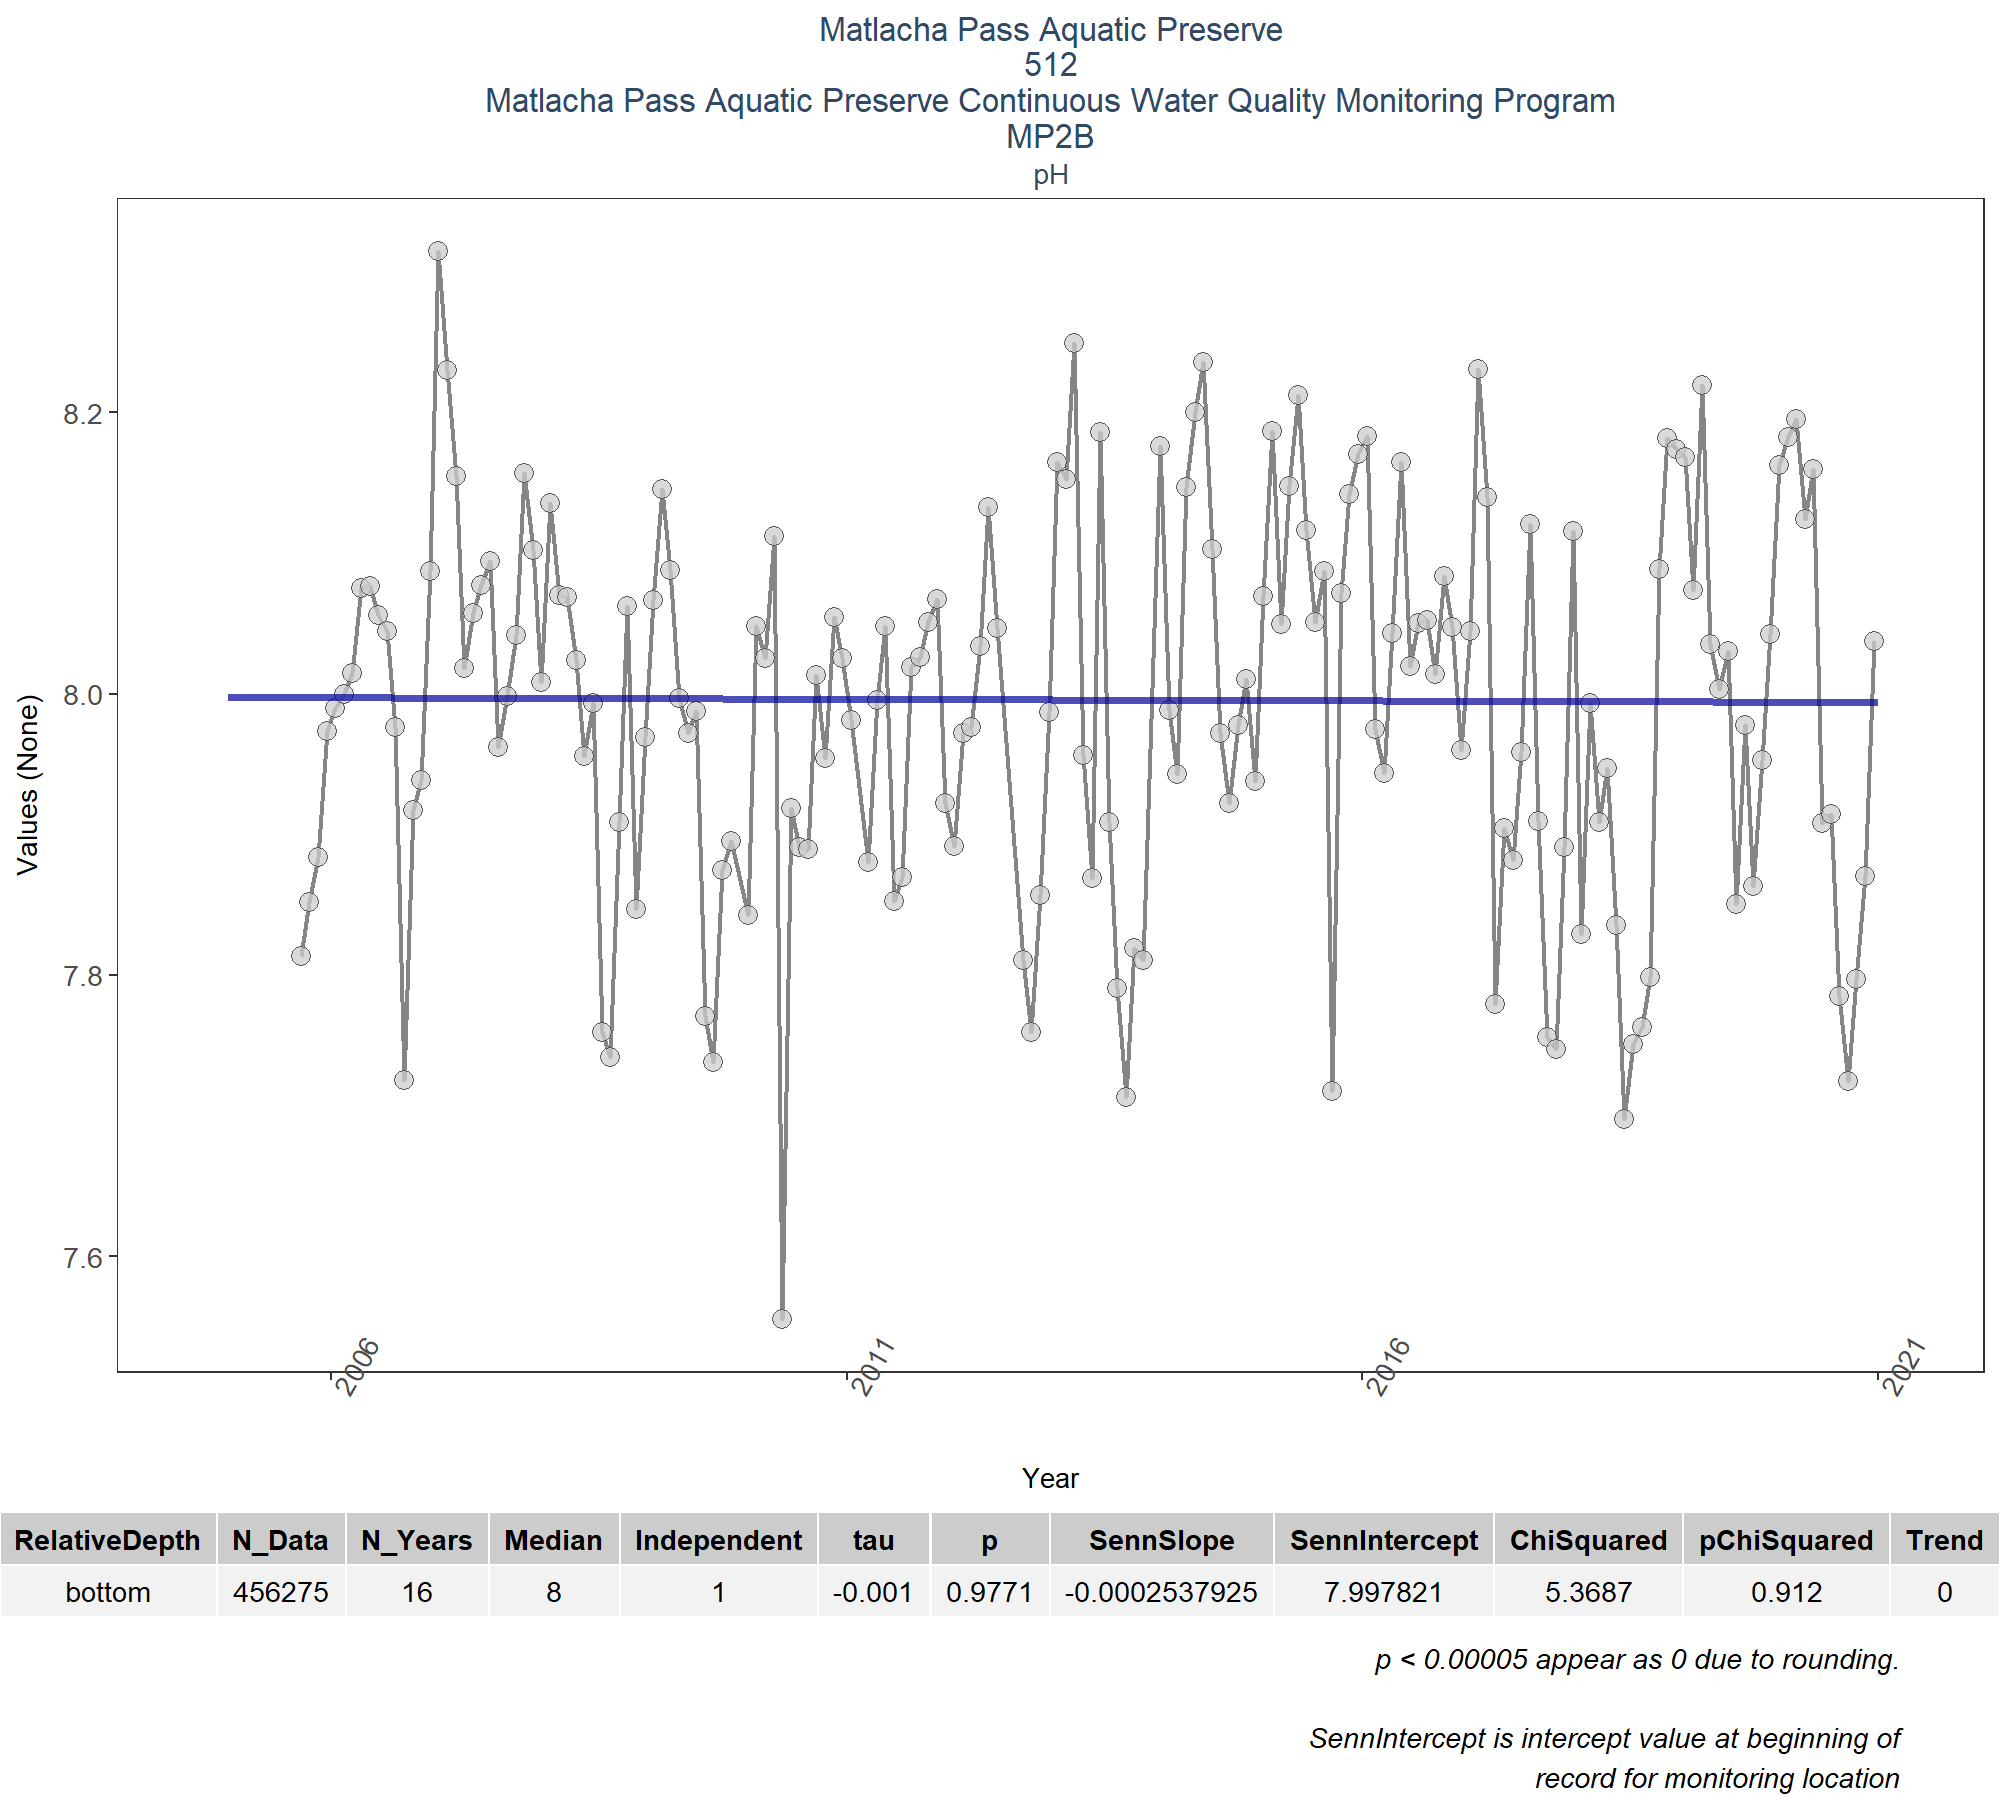 Matlacha Pass Aquatic Preserve
512
Matlacha Pass Aquatic Preserve Continuous Water Quality Monitoring Program
MP2B
pH
Values (None)
8.2
8.0
7.8
7.6
2006
2011
2016
2021
Year
RelativeDepth N_Data N_Years Median Independent tau p SennSlope SennIntercept ChiSquared pChiSquared Trend
bottom 456275 16 8 1 -0.001 0.9771 -0.0002537925 7.997821 5.3687 0.912 0
p < 0.00005 appear as 0 due to rounding.
SennIntercept is intercept value at beginning of
record for monitoring location